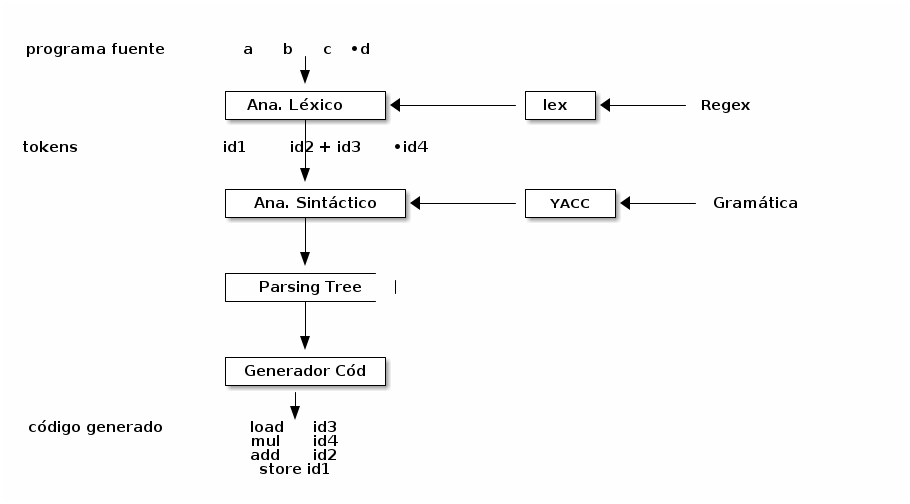 programa fuente a b c •d
Ana. Léxico lex Regex
tokens id1 id2 + id3 •id4
Ana. Sintáctico YACC Gramática
Parsing Tree
Generador Cód
código generado load id3
mul id4
add id2
store id1